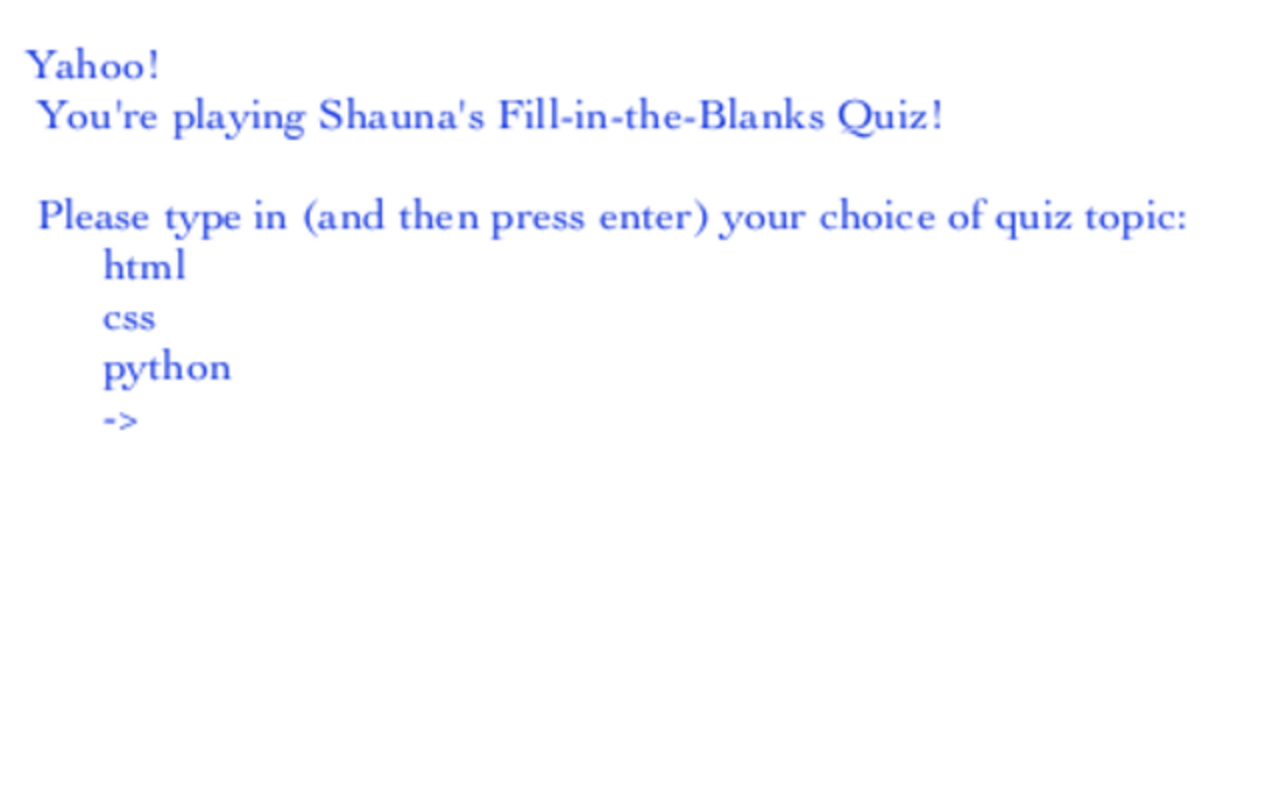 Yahoo!
You're playing Shauna's Fill-in-the-Blanks Quiz!
Please type in (and then press enter) your choice of quiz topic:
html
css
python
->